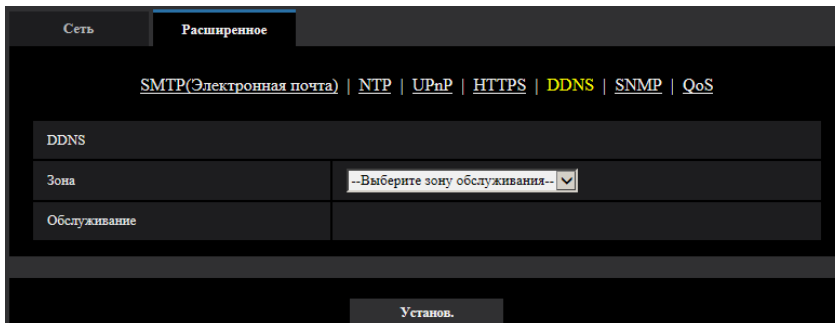 Сеть Расширенное
SMTP(Электронная почта) | NTP | UPnP | HTTPS | DDNS | SNMP | QoS
DDNS
Зона --Выберите зону обслуживания--
Обслуживание
Установ.